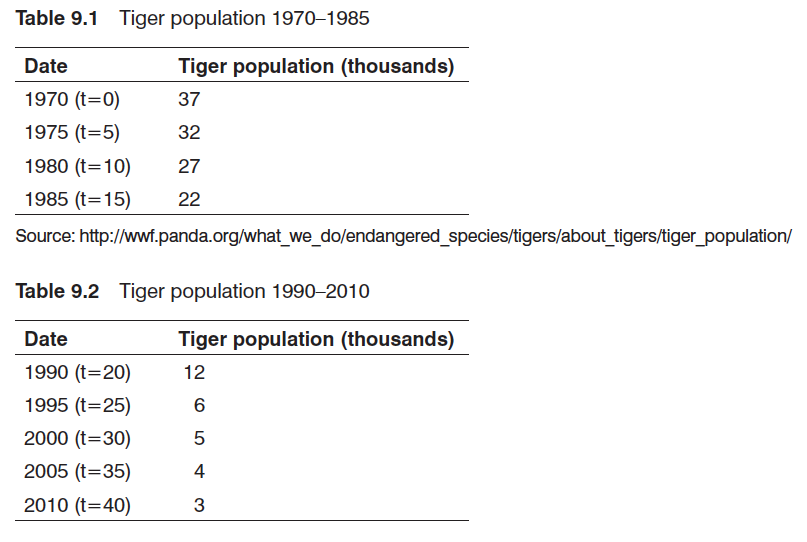 Table 9.1 Tiger population 1970–1985
Date Tiger population (thousands)
1970 (t=0) 37
1975 (t=5) 32
1980 (t=10) 27
1985 (t=15) 22
Source: http://wwf.panda.org/what_we_do/endangered_species/tigers/about_tigers/tiger_population/
Table 9.2 Tiger population 1990–2010
Date Tiger population (thousands)
1990 (t=20) 12
1995 (t=25) 6
2000 (t=30) 5
2005 (t=35) 4
2010 (t=40) 3